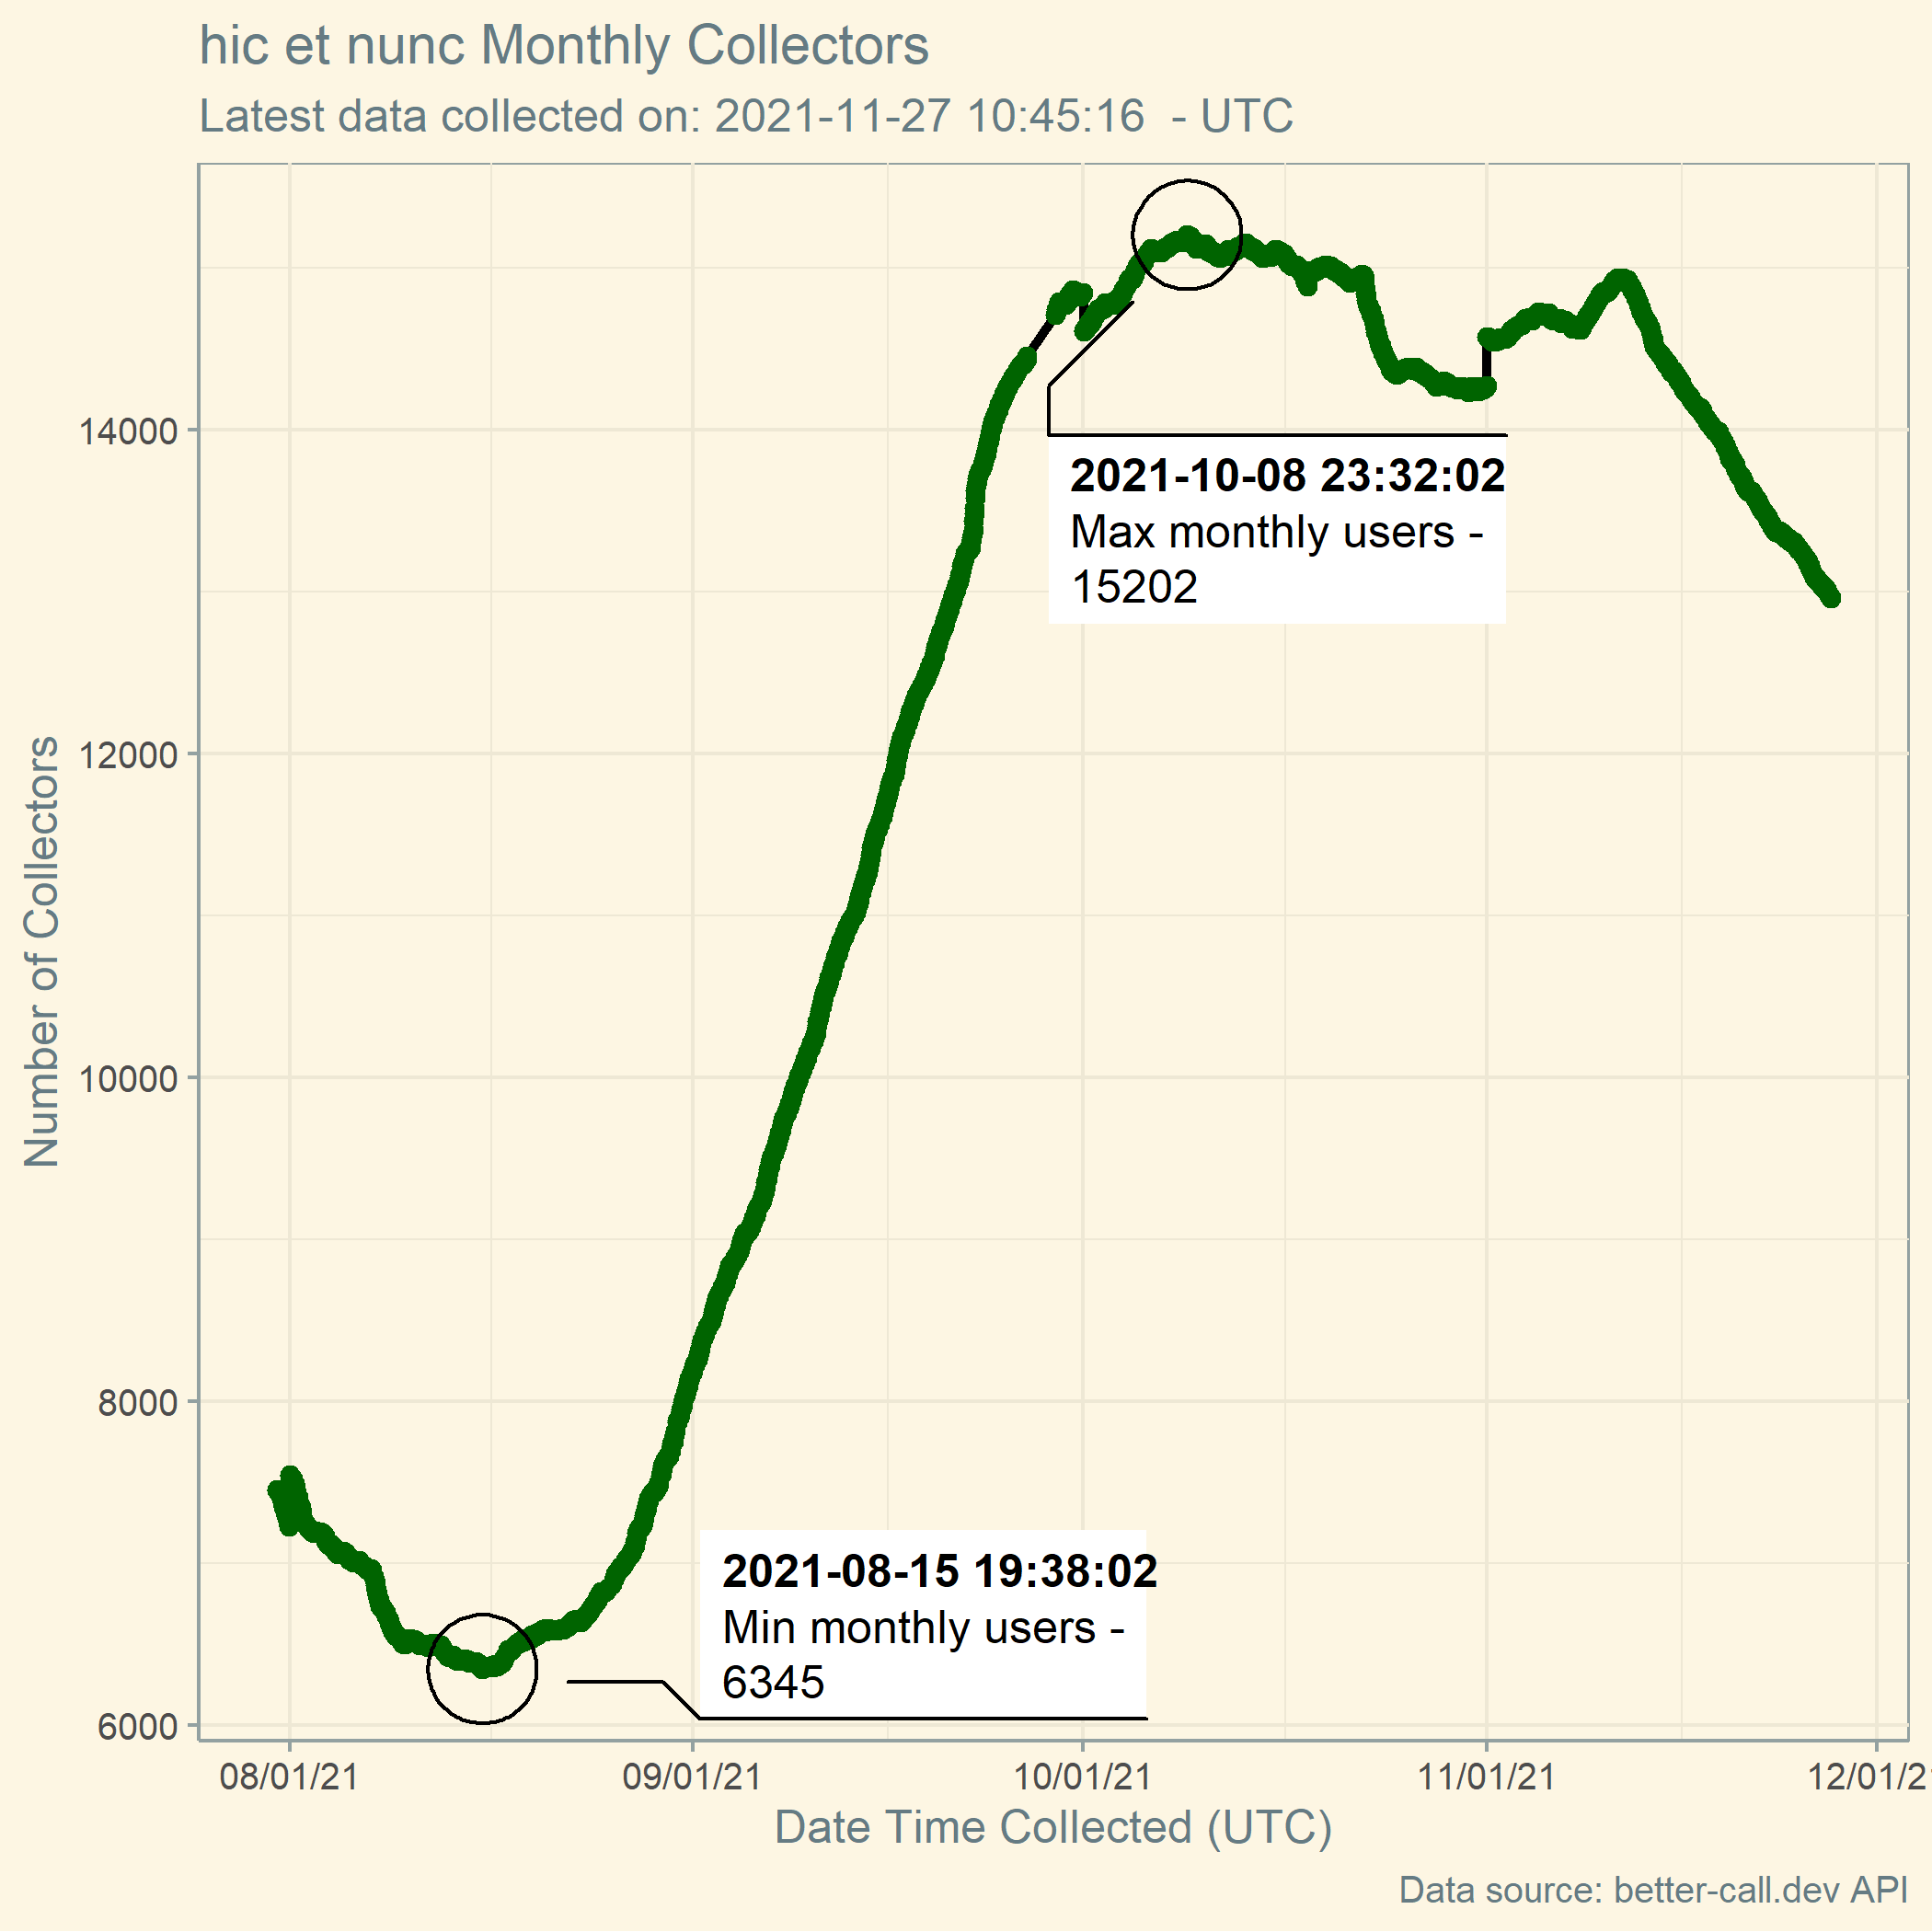 hic et nunc Monthly Collectors
Latest data collected on: 2021-11-27 10:45:16  - UTC
Number of Collectors
14000
12000
10000
8000
6000
2021-10-08 23:32:02
Max monthly users -
15202
2021-08-15 19:38:02
Min monthly users -
6345
08/01/21
09/01/21
10/01/21
11/01/21
12/01/2
Date Time Collected (UTC)
Data source: better-call.dev API